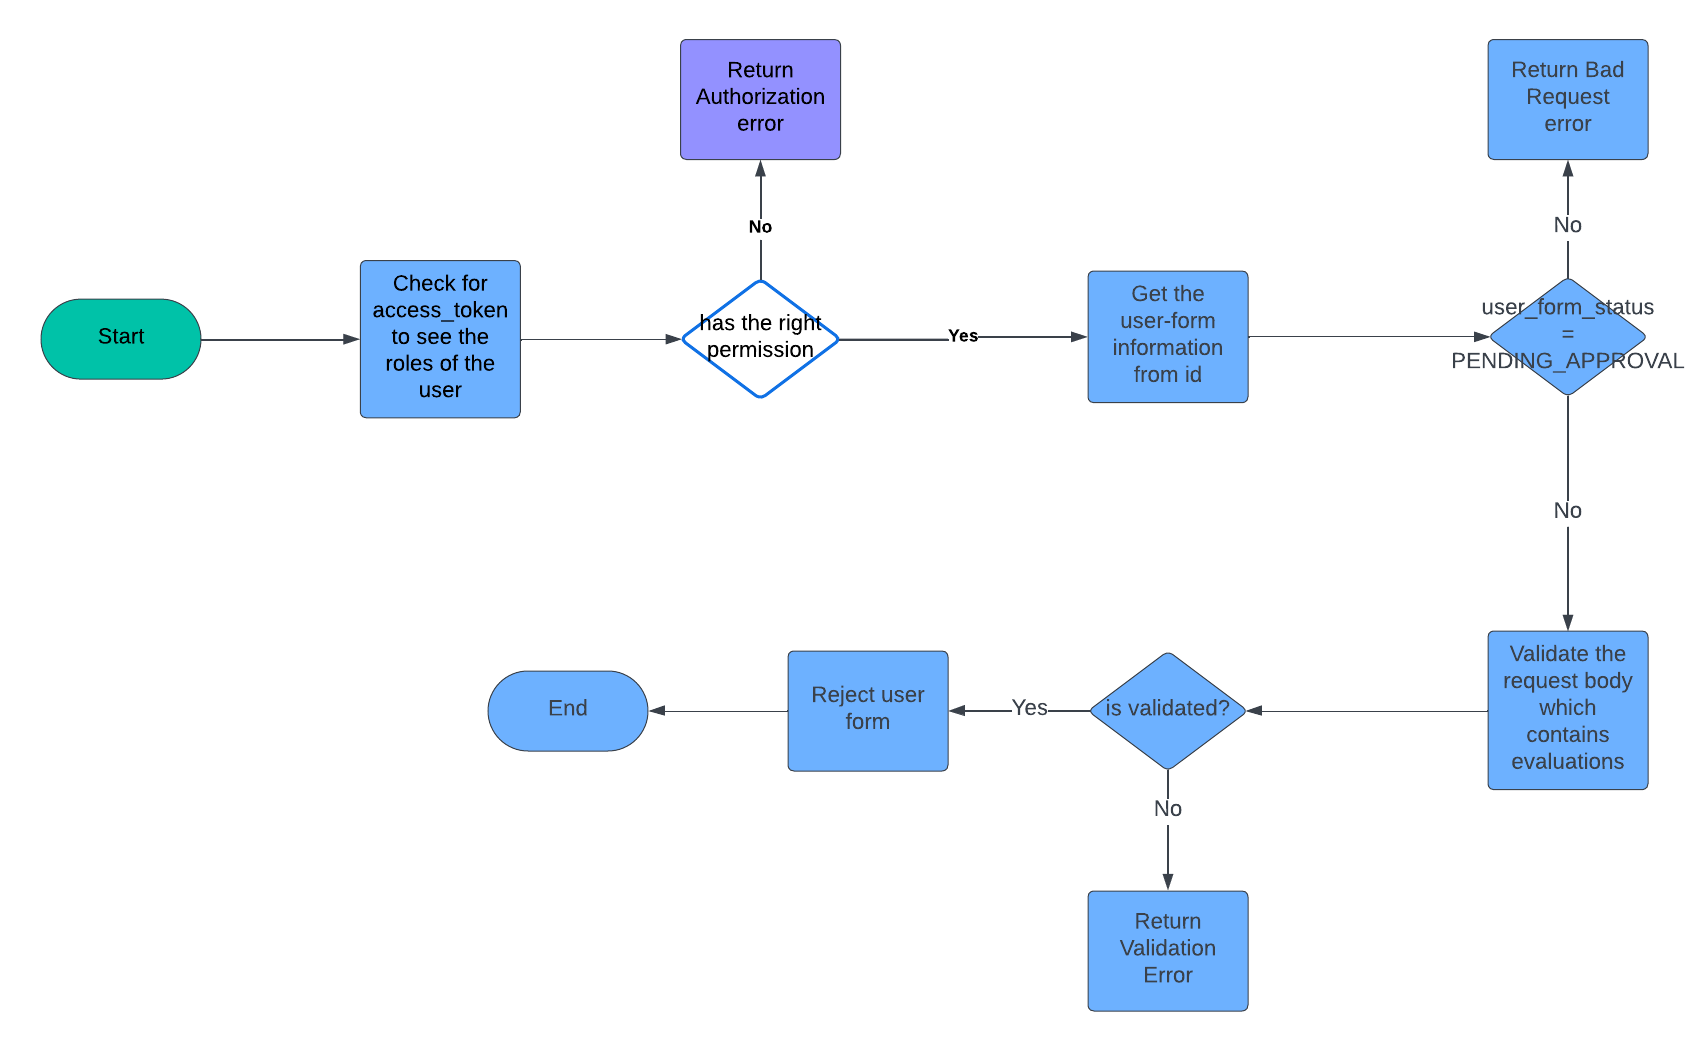 Return
Authorization
error
Return Bad
Request
error
No
No
Start
Check for
access_token
to see the
roles of the
user
has the right
permission
Yes
Get the
user-form
information
from id
user_form_status
=
PENDING_APPROVAL
No
Validate the
request body
which
contains
evaluations
is validated?
Yes
Reject user
form
End
No
Return
Validation
Error